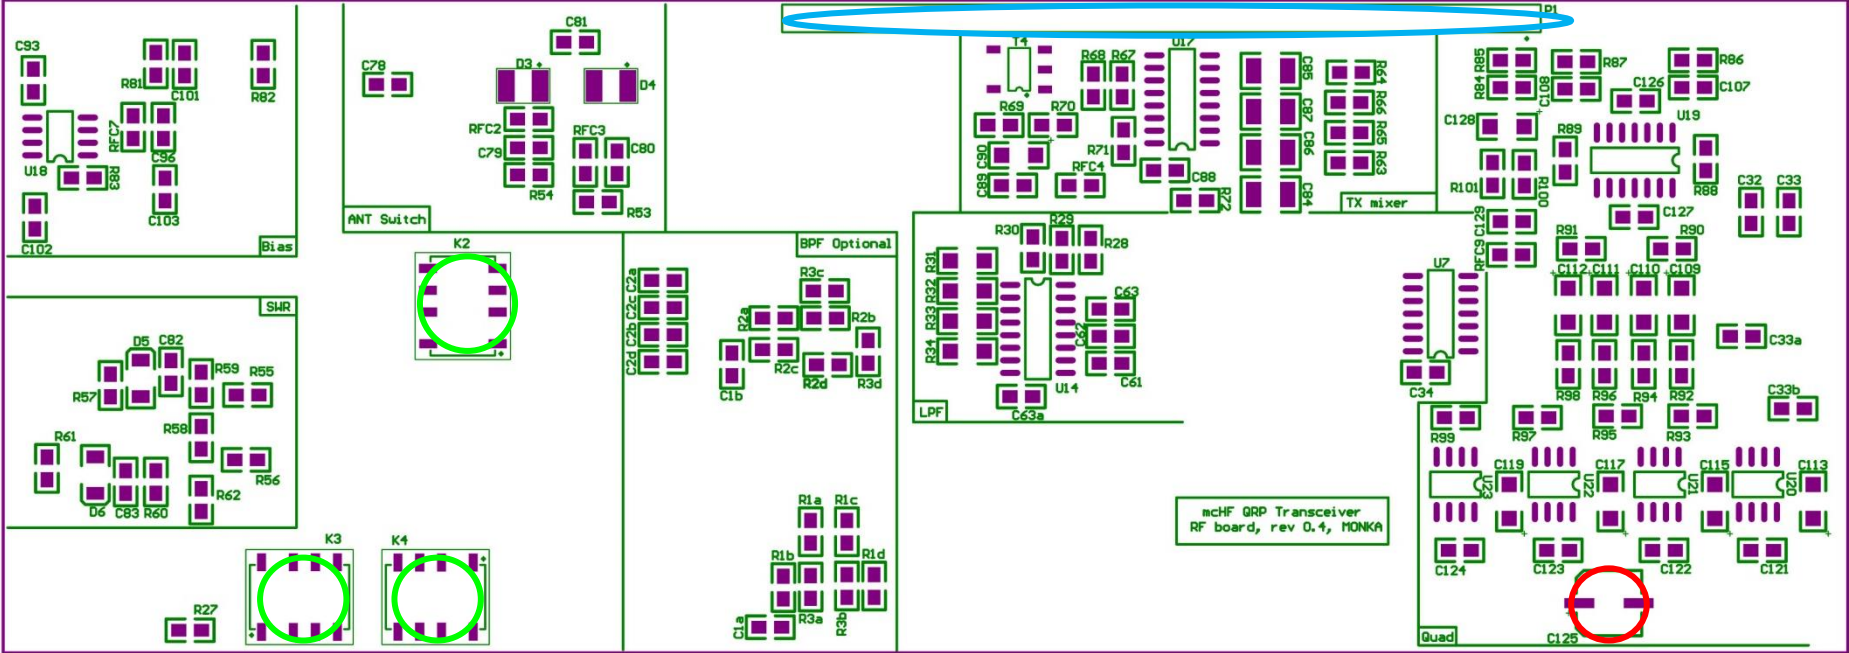 C93
R81
C101
R82
RFC7
U18
C96
R83
C103
C102
Bias
C81
C78
D3
D4
RFC2
RFC3
C79
C80
R54
R53
ANT Switch
K2
BPF Optional
P1
T4
R68
R67
U17
C85
R64
R69
R70
C87
R66
R71
C90
C86
R65
RFC4
R63
C89
C88
R72
C84
TX mixer
R85
R87
R86
R84
C108
C126
C107
C128
U19
R89
R101
R100
R88
C32
C33
C129
C127
RFC9
R91
R90
C112
C111
C110
C109
U7
C33a
C34
R98
R96
R94
R92
C33b
R99
R97
R95
R93
R30
R29
R28
R31
R32
R33
R34
C63
C62
C61
U14
C63a
LPF
SWR
D5
C82
R59
R55
R57
R58
R61
R56
R62
D6
C83
R60
C2a
C2c
C2b
C2d
R3c
R2a
R2b
R2c
R2d
R3d
C1b
C119
C117
C115
C113
U23
U22
U21
U20
C124
C123
C122
C121
C125
Quad
mcHF QRP Transceiver
RF board, rev 0.4, M0NKA
K3
K4
R27
R1a
R1c
R1b
R1d
R3a
R3b
C1a